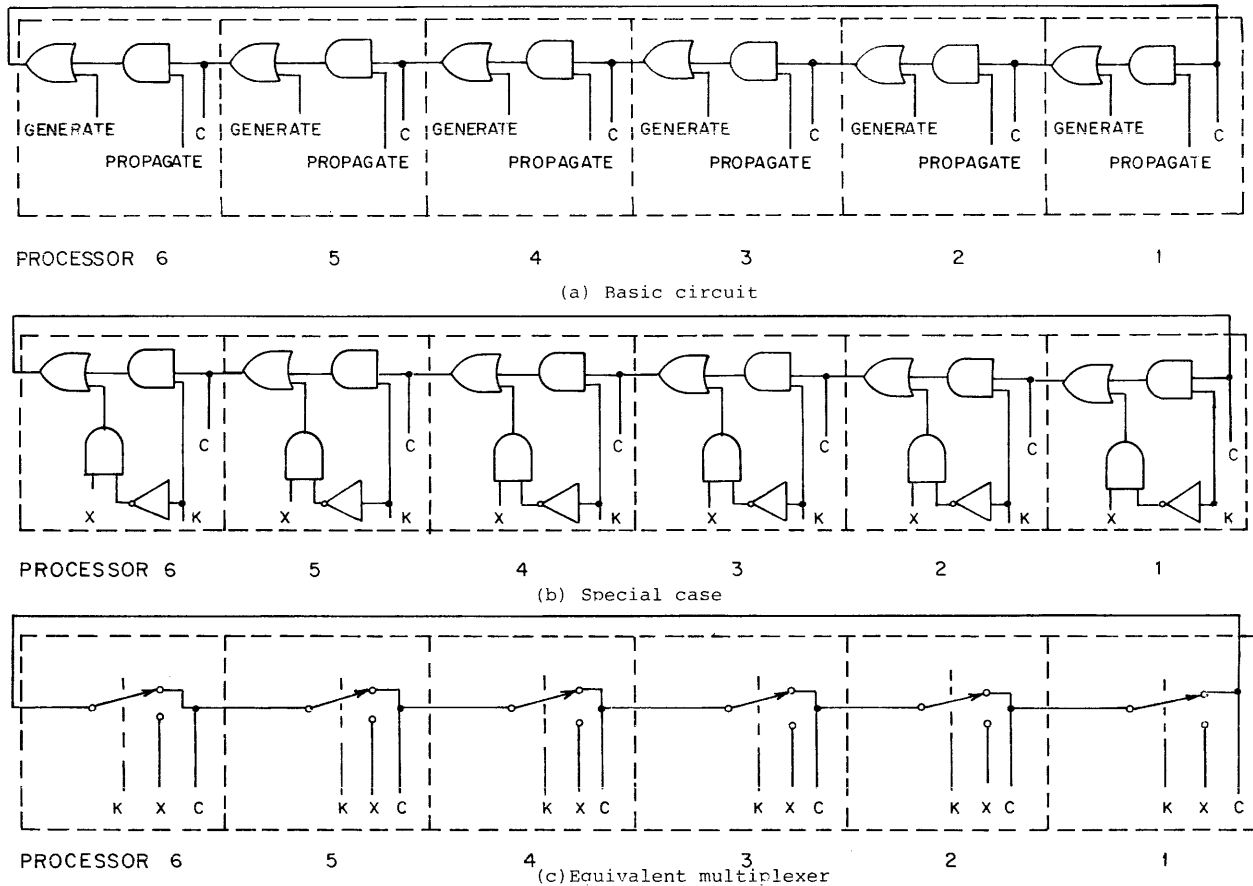 GENERATE C GENERATE C GENERATE C GENERATE C GENERATE C GENERATE C
PROPAGATE PROPAGATE PROPAGATE PROPAGATE PROPAGATE PROPAGATE
PROCESSOR 6 5 4 3 2 1
(a) Basic circuit
C C C C C C
X K X K X K X K X K X K
PROCESSOR 6 5 4 3 2 1
(b) Special case
K X C K X C K X C K X C K X C K X C
PROCESSOR 6 5 4 3 2 1
(c)Equivalent multiplexer